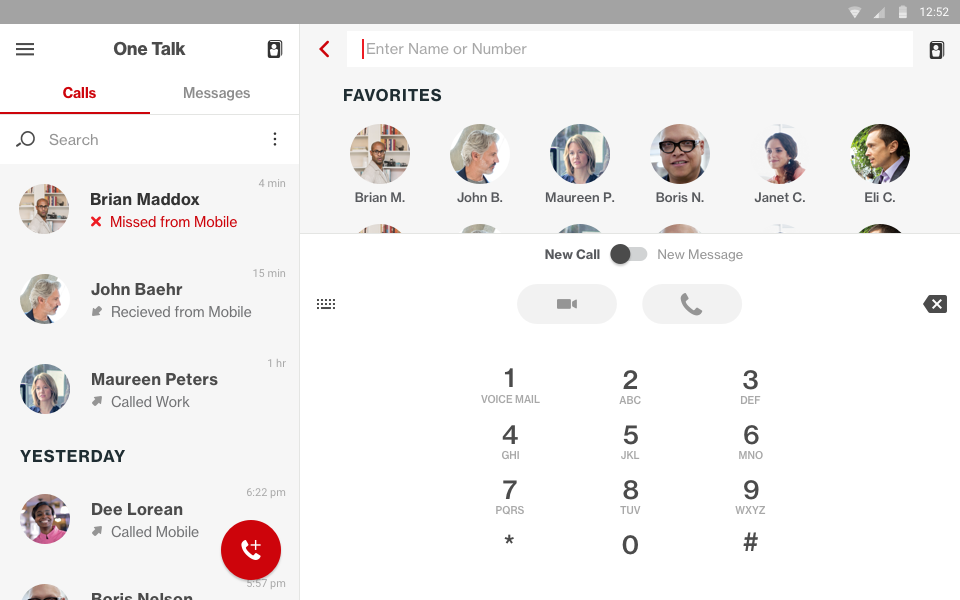 12:52
One Talk
Calls
Messages
Search
4 min
Brian Maddox
Missed from Mobile
15 min
John Baehr
Recieved from Mobile
1 hr
Maureen Peters
Called Work
YESTERDAY
6:22 pm
Dee Lorean
Called Mobile
5:57 pm
Boris Nelson
Enter Name or Number
FAVORITES
Brian M.
John B.
Maureen P.
Boris N.
Janet C.
Eli C.
New Call
New Message
1
VOICE MAIL
2
ABC
3
DEF
4
GHI
5
JKL
6
MNO
7
PQRS
8
TUV
9
WXYZ
*
0
#